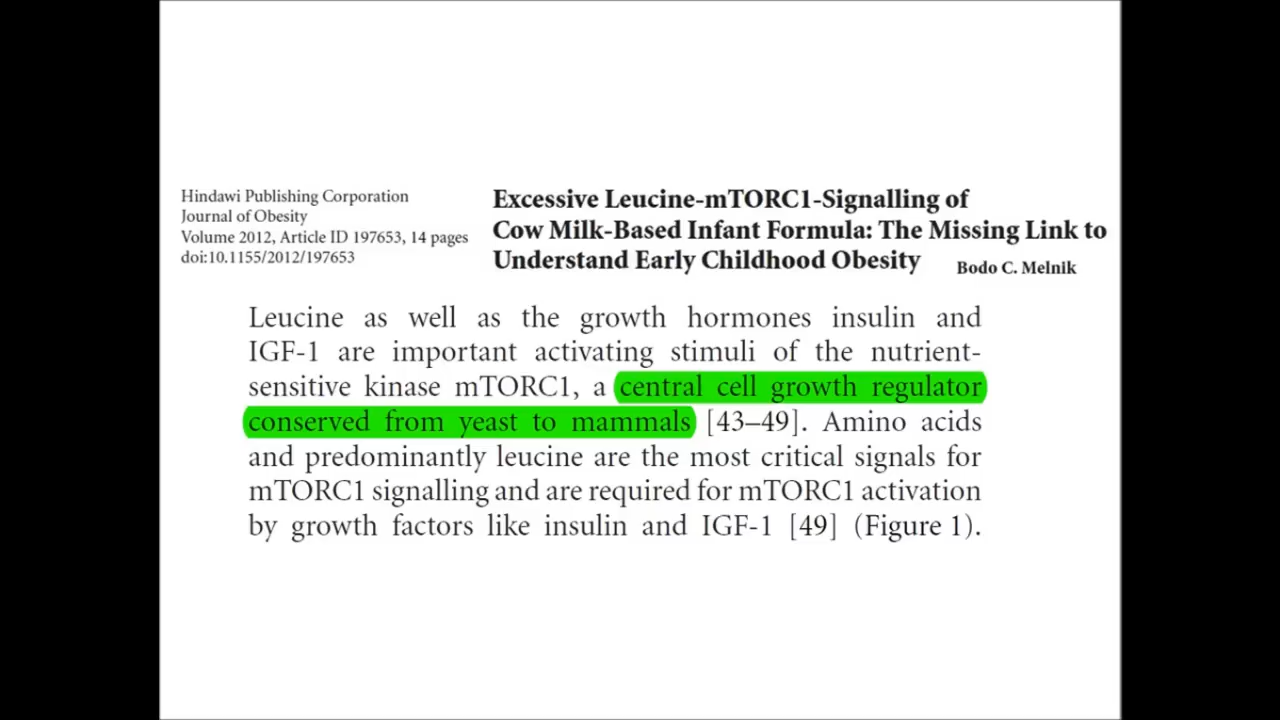 Hindawi Publishing Corporation
Journal of Obesity
Volume 2012, Article ID 197653, 14 pages
doi:10.1155/2012/197653
Excessive Leucine-mTORC1-Signalling of
Cow Milk-Based Infant Formula: The Missing Link to
Understand Early Childhood Obesity
Bodo C. Melnik
Leucine as well as the growth hormones insulin and
IGF-1 are important activating stimuli of the nutrient-
sensitive kinase mTORC1, a central cell growth regulator
conserved from yeast to mammals [43–49]. Amino acids
and predominantly leucine are the most critical signals for
mTORC1 signalling and are required for mTORC1 activation
by growth factors like insulin and IGF-1 [49] (Figure 1).